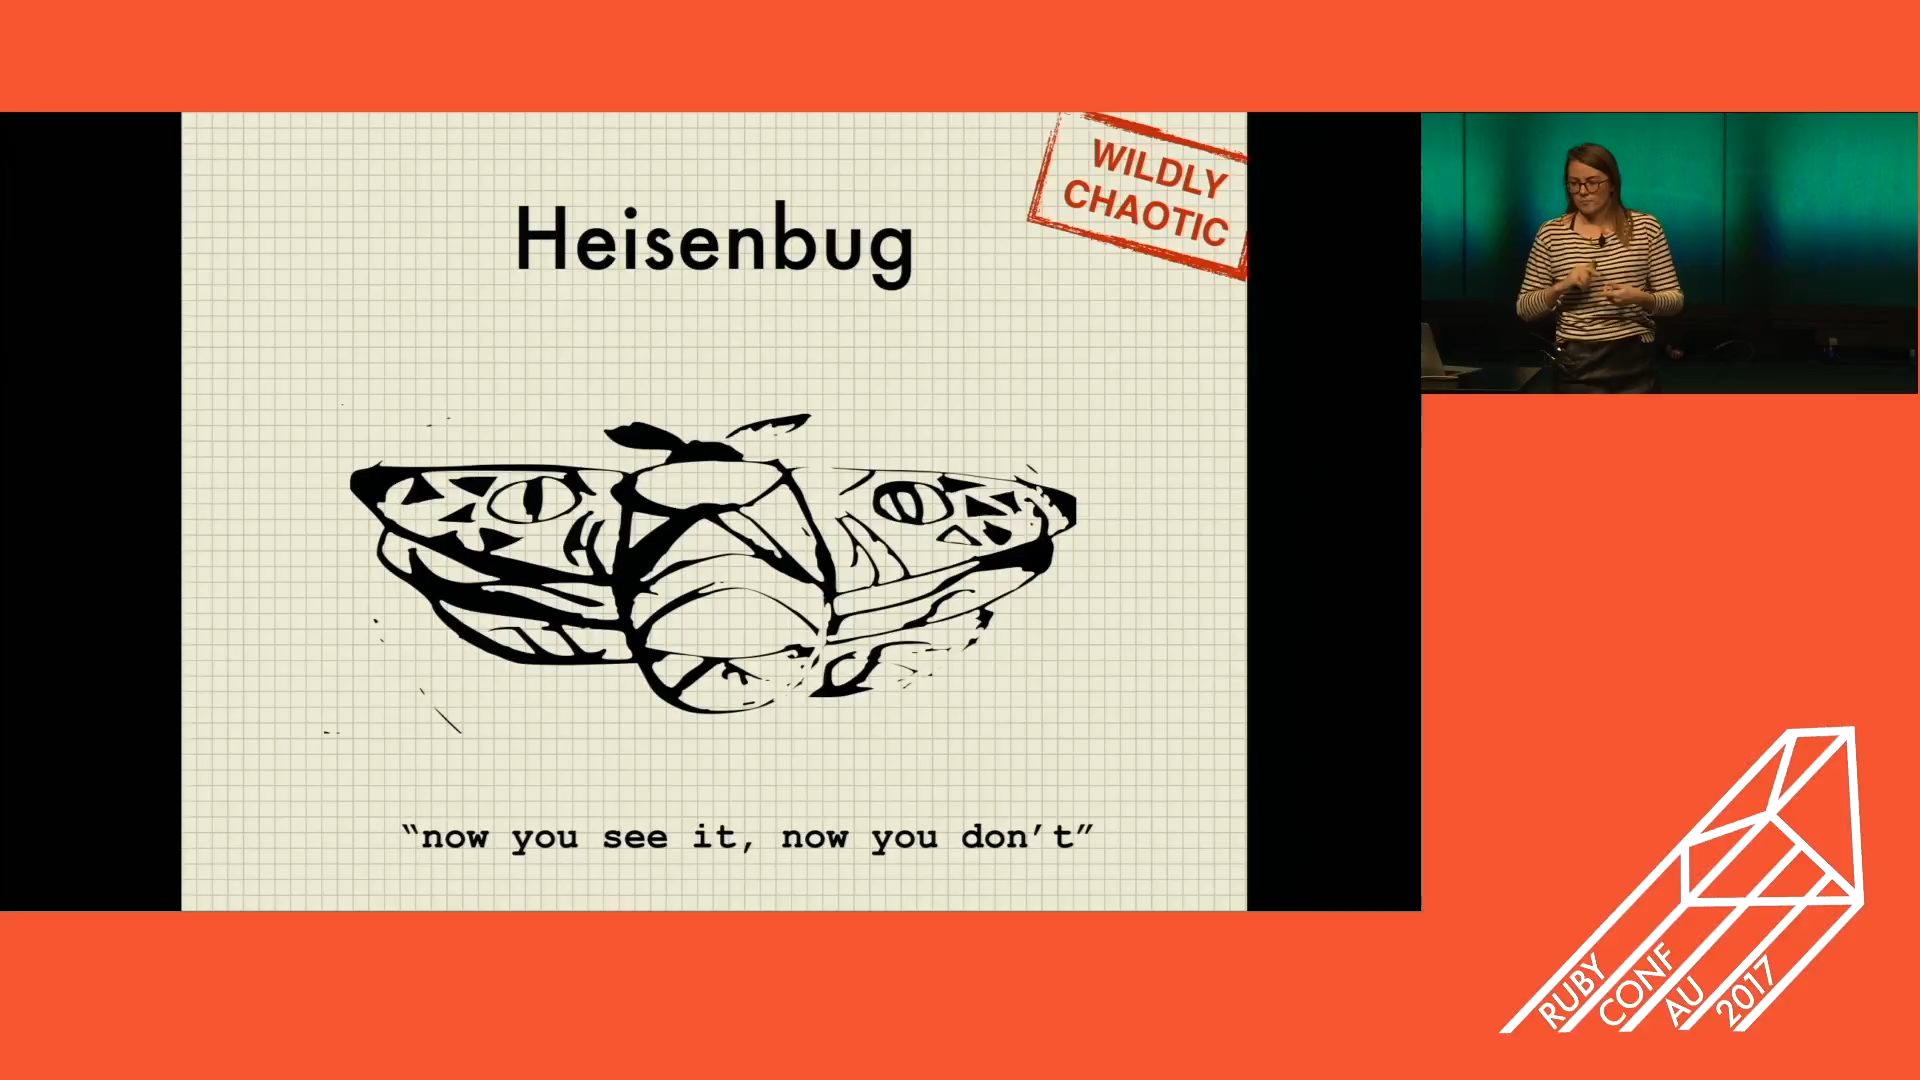 WILDLY
CHAOTIC
Heisenbug
“now you see it, now you don’t”
RUBY
CONF
AU
2017